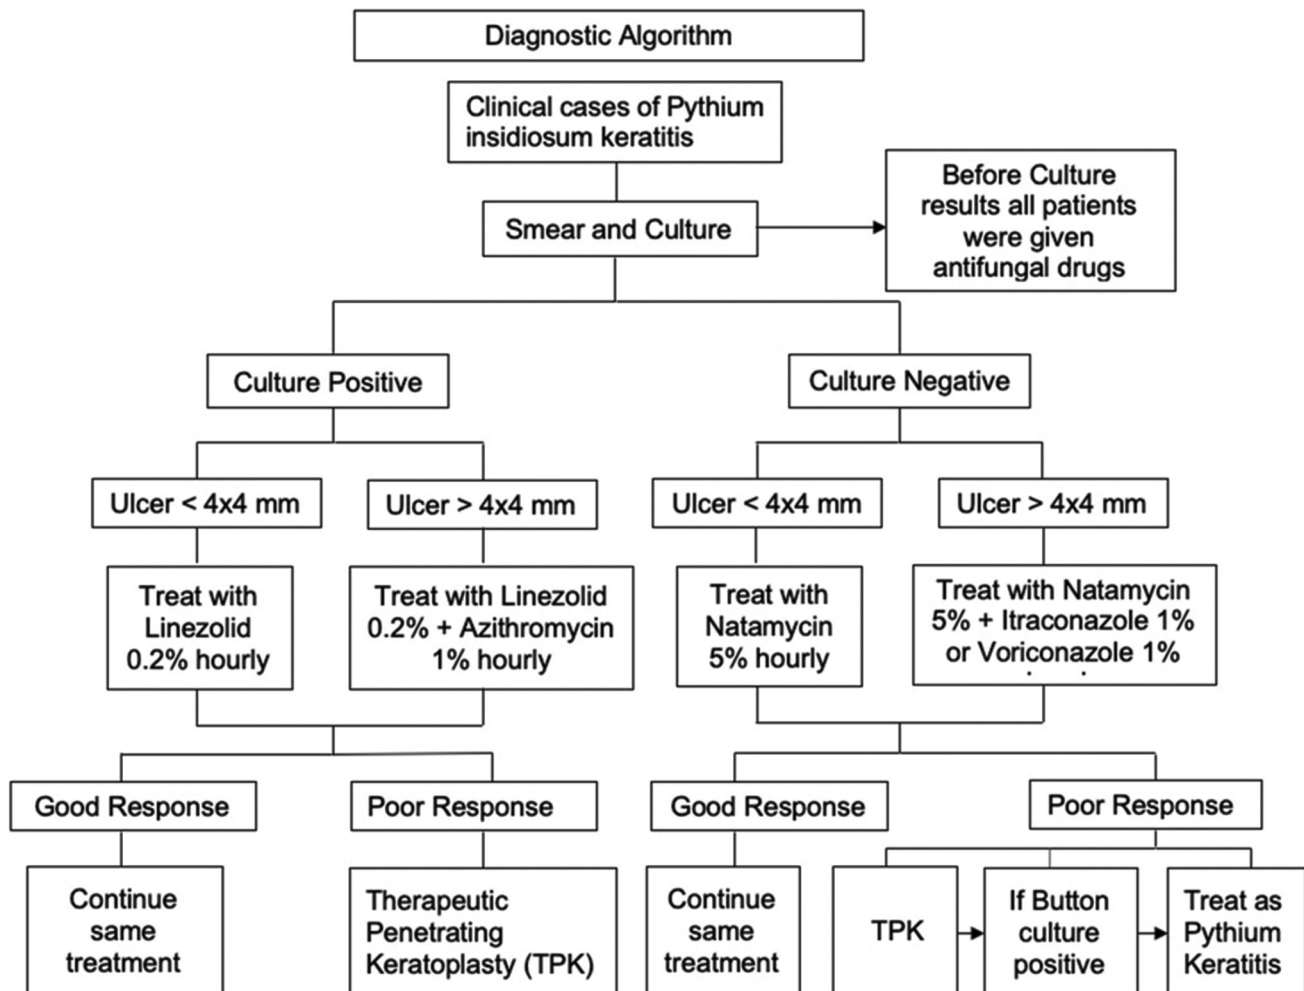 Diagnostic Algorithm
Clinical cases of Pythium
insidiosum keratitis
Smear and Culture
Before Culture
results all patients
were given
antifungal drugs
Culture Positive
Culture Negative
Ulcer < 4x4 mm
Ulcer > 4x4 mm
Ulcer < 4x4 mm
Ulcer > 4x4 mm
Treat with
Linezolid
0.2% hourly
Treat with Linezolid
0.2% + Azithromycin
1% hourly
Treat with
Natamycin
5% hourly
Treat with Natamycin
5% + Itraconazole 1%
or Voriconazole 1%
Good Response
Poor Response
Good Response
Poor Response
Continue
same
treatment
Therapeutic
Penetrating
Keratoplasty (TPK)
Continue
same
treatment
TPK
If Button
culture
positive
Treat as
Pythium
Keratitis